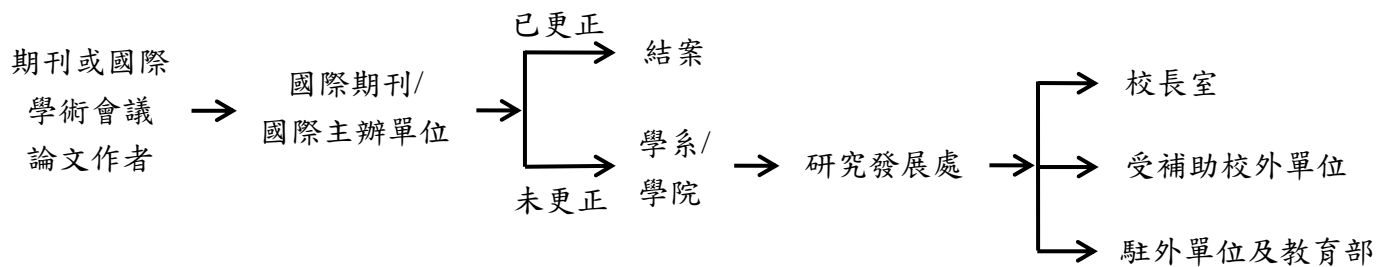 期刊或國際
學術會議
論文作者
國際期刊/
國際主辦單位
已更正
結案
未更正
學系/
學院
研究發展處
校長室
受補助校外單位
駐外單位及教育部